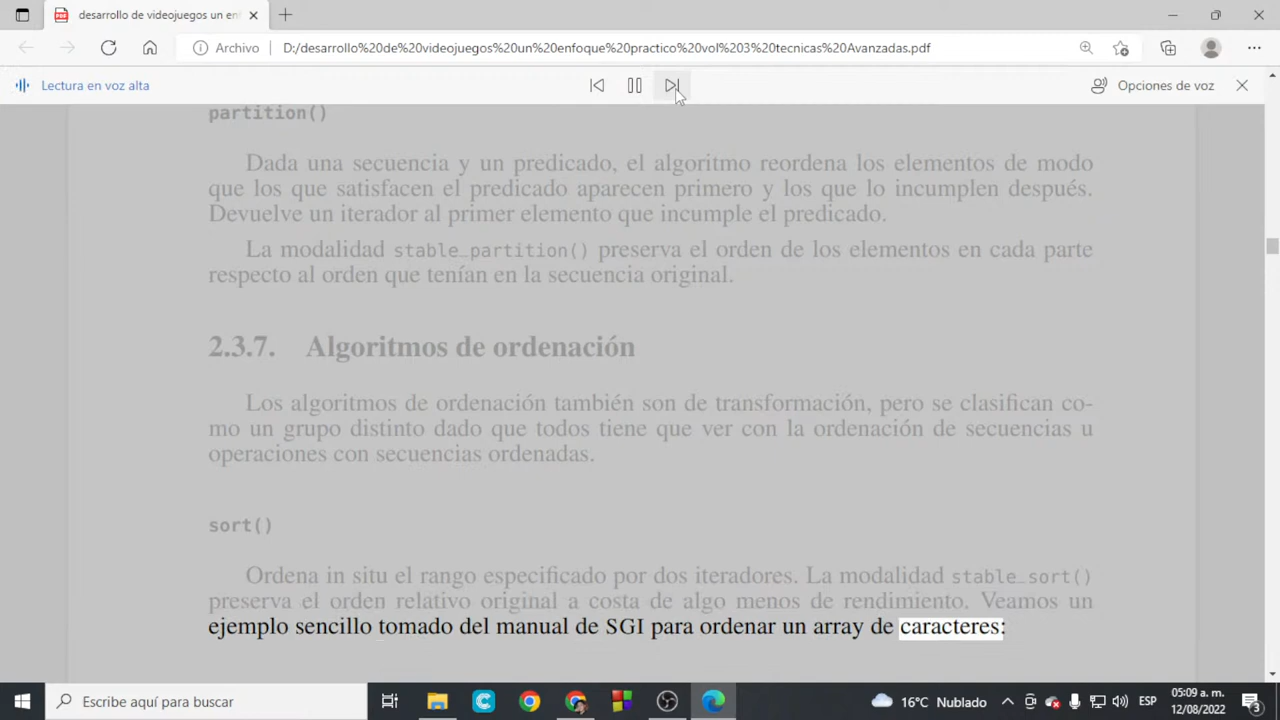 desarrollo de videojuegos un en
Archivo
D:/desarrollo%20de%20videojuegos%20un%20enfoque%20practico%20vol%203%20tecnicas%20Avanzadas.pdf
Lectura en voz alta
Opciones de voz
partition()
Dada una secuencia y un predicado, el algoritmo reordena los elementos de modo
que los que satisfacen el predicado aparecen primero y los que lo incumplen después.
Devuelve un iterador al primer elemento que incumple el predicado.
La modalidad stable_partition() preserva el orden de los elementos en cada parte
respecto al orden que tenían en la secuencia original.
2.3.7. Algoritmos de ordenación
Los algoritmos de ordenación también son de transformación, pero se clasifican co-
mo un grupo distinto dado que todos tiene que ver con la ordenación de secuencias u
operaciones con secuencias ordenadas.
sort()
Ordena in situ el rango especificado por dos iteradores. La modalidad stable_sort()
preserva el orden relativo original a costa de algo menos de rendimiento. Veamos un
ejemplo sencillo tomado del manual de SGI para ordenar un array de caracteres:
Escribe aquí para buscar
16°C Nublado
ESP
05:09 a. m.
12/08/2022
3